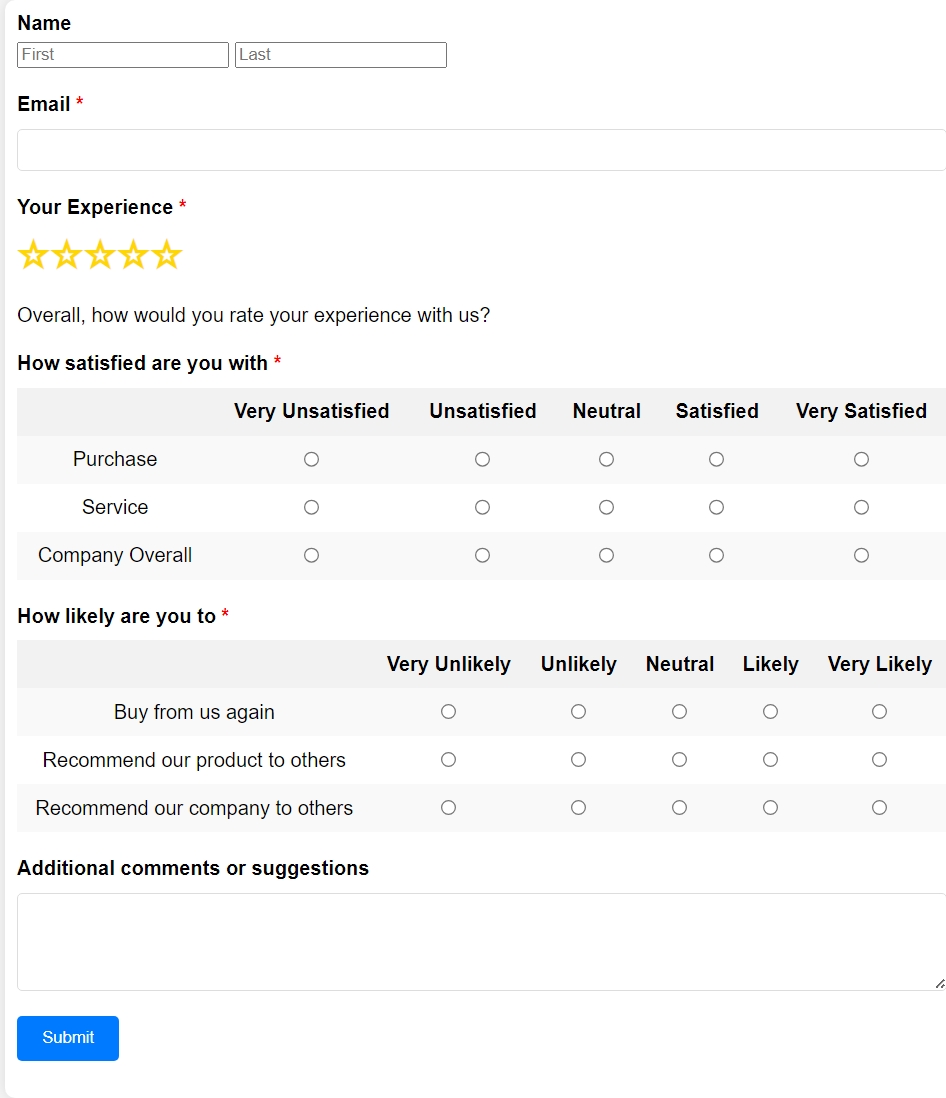 Name
First Last
Email *
Your Experience *
Overall, how would you rate your experience with us?
How satisfied are you with *
Very Unsatisfied Unsatisfied Neutral Satisfied Very Satisfied
Purchase
Service
Company Overall
How likely are you to *
Very Unlikely Unlikely Neutral Likely Very Likely
Buy from us again
Recommend our product to others
Recommend our company to others
Additional comments or suggestions
Submit